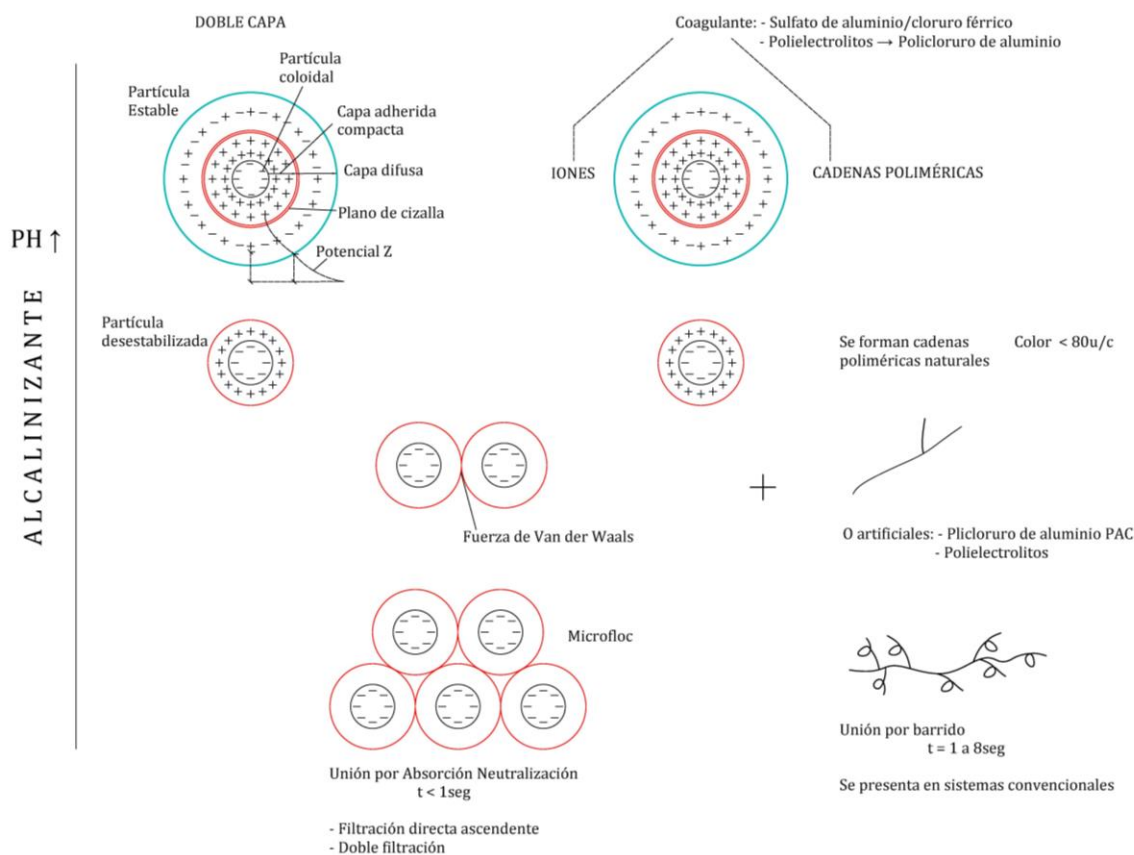 DOBLE CAPA
Coagulante: - Sulfato de aluminio/cloruro férrico
- Polielectrolitos → Policloruro de aluminio
Partícula
coloidal
Partícula
Estable
Capa adherida
compacta
Capa difusa
Plano de cizalla
Potencial Z
IONES
CADENAS POLIMÉRICAS
PH ↑
ALCALINIZANTE
Partícula
desestabilizada
Se forman cadenas
poliméricas naturales
Color < 80u/c
Fuerza de Van der Waals
+
O artificiales: - Plicloruro de aluminio PAC
- Polielectrolitos
Microfloc
Unión por barrido
t = 1 a 8seg
Se presenta en sistemas convencionales
Unión por Absorción Neutralización
t < 1seg
- Filtración directa ascendente
- Doble filtración